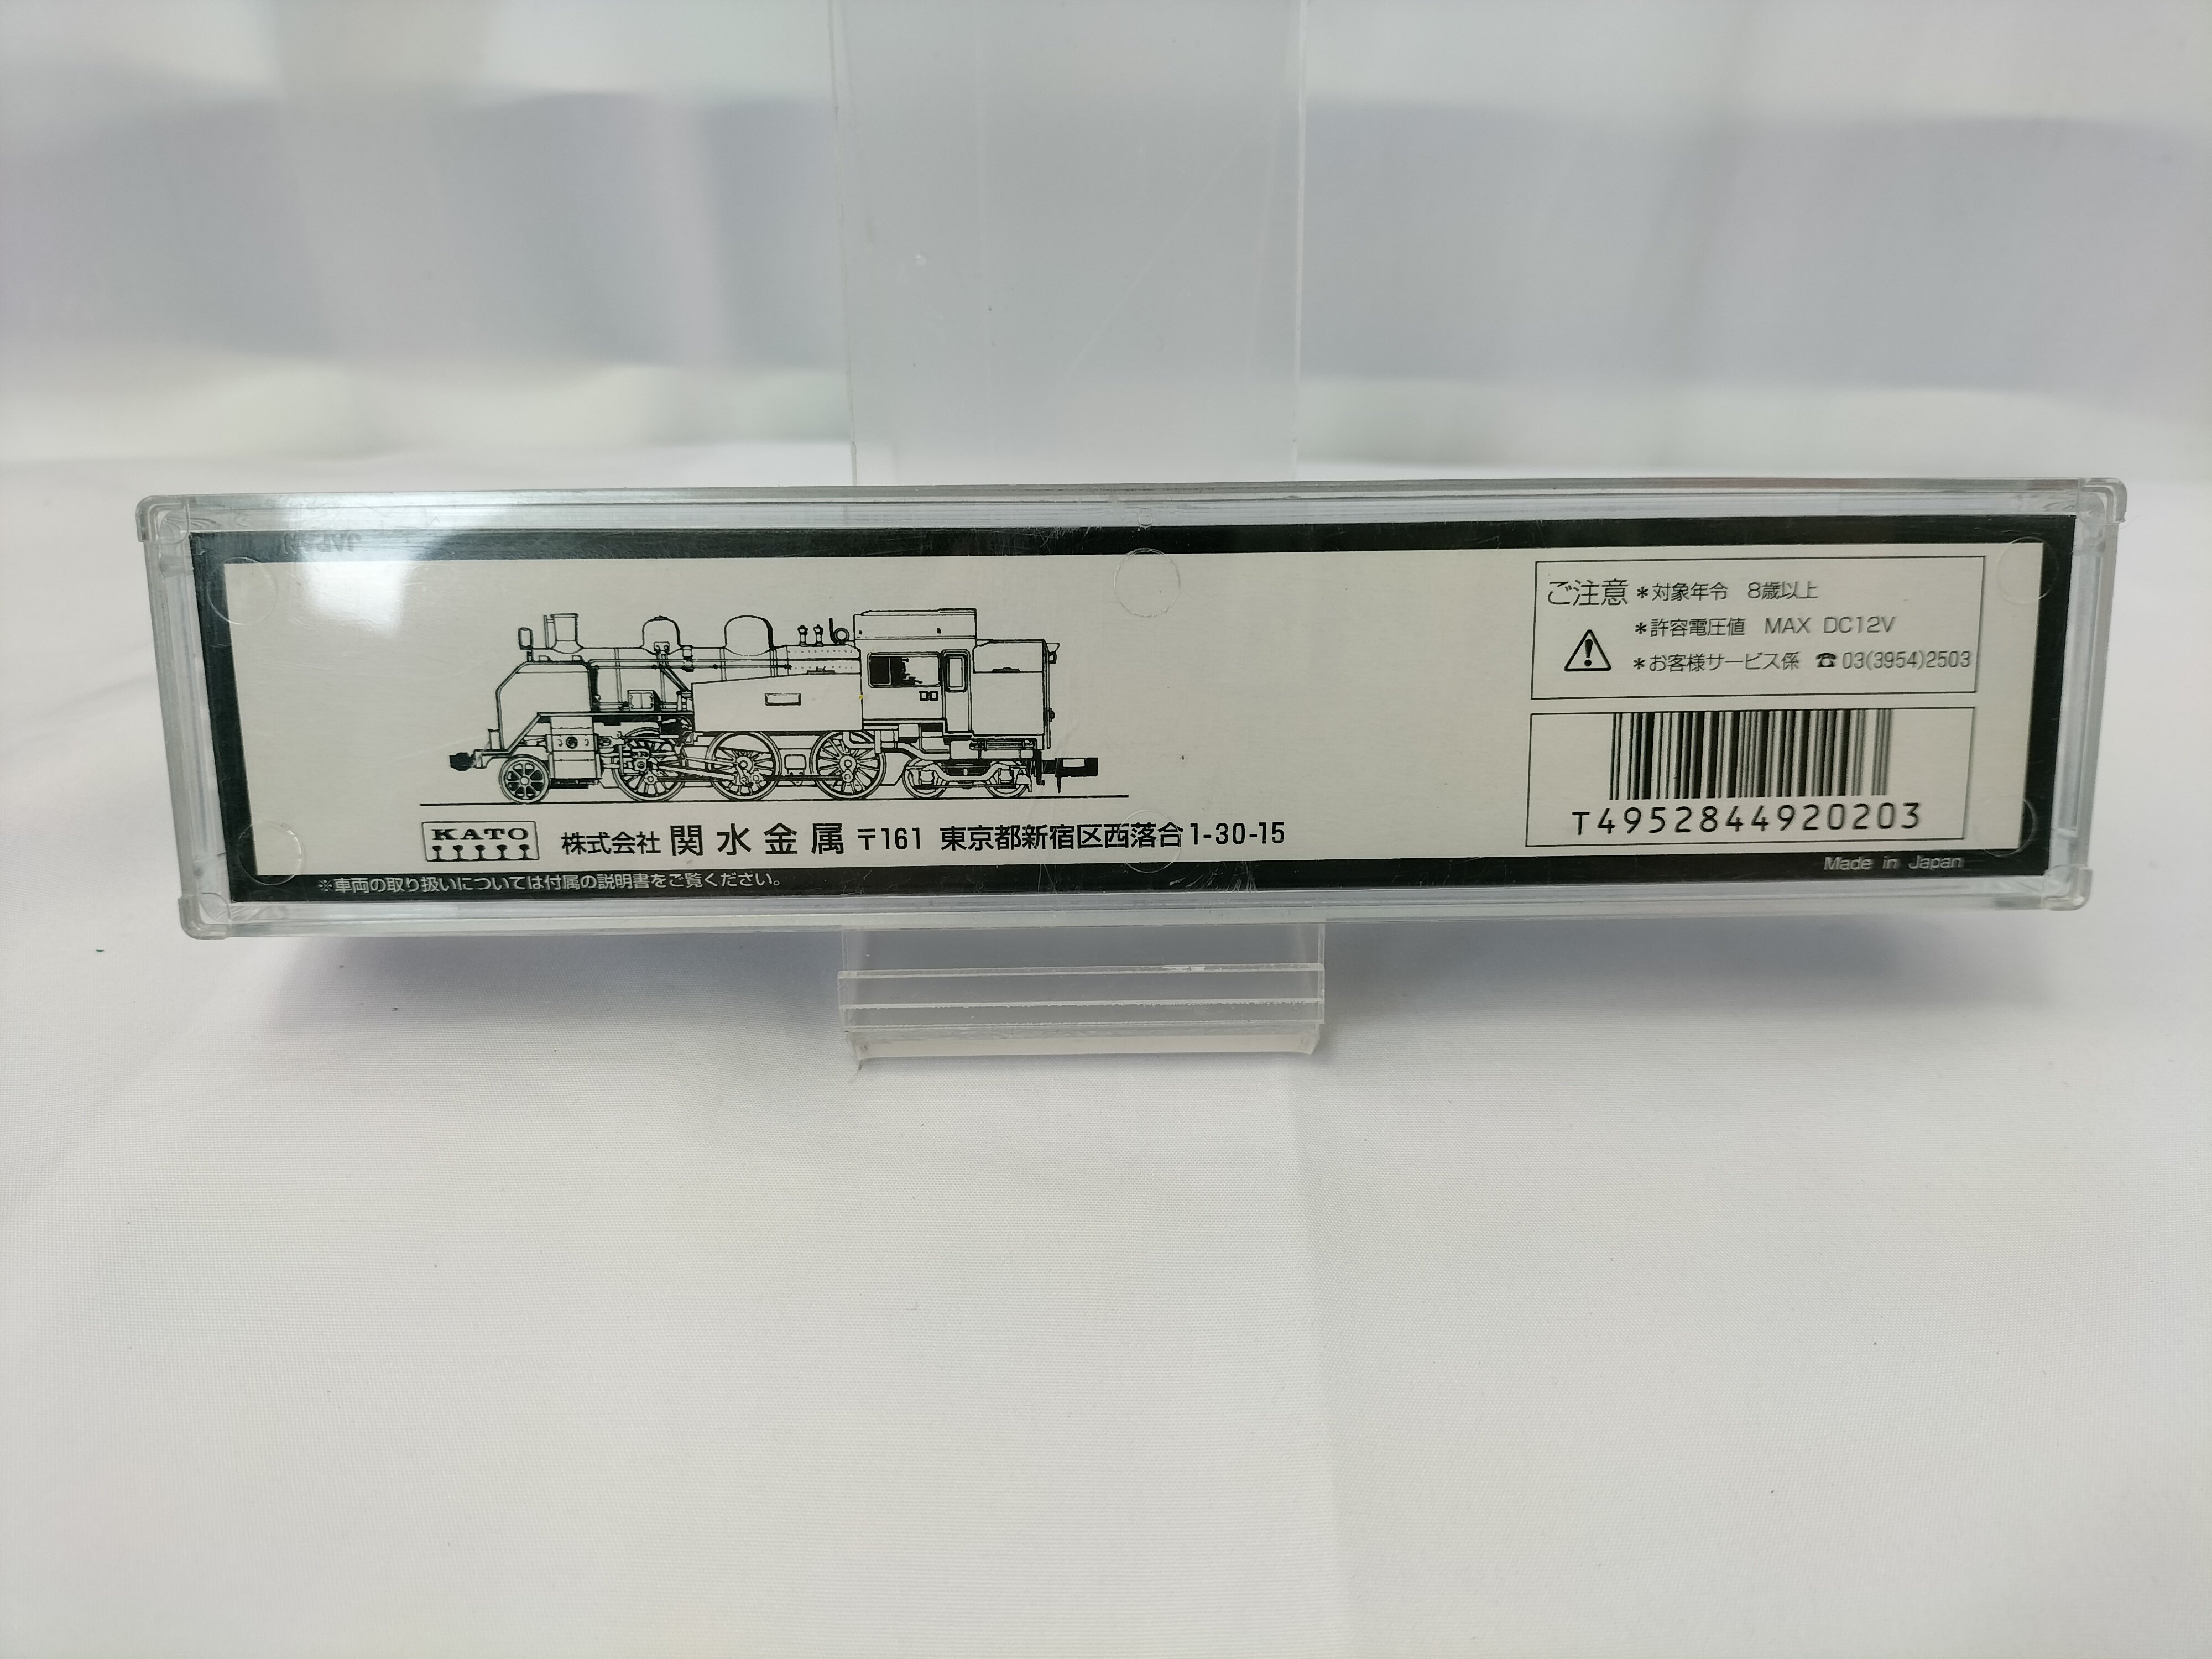 ご注意 *対象年令 8歳以上
*許容電圧値 MAX DC12V
*お客様サービス係 ☎03(3954)2503
T4952844920203
KATO 株式会社 関水金属 〒161 東京都新宿区西落合1-30-15
Made in Japan
※車両の取り扱いについては付属の説明書をご覧ください。